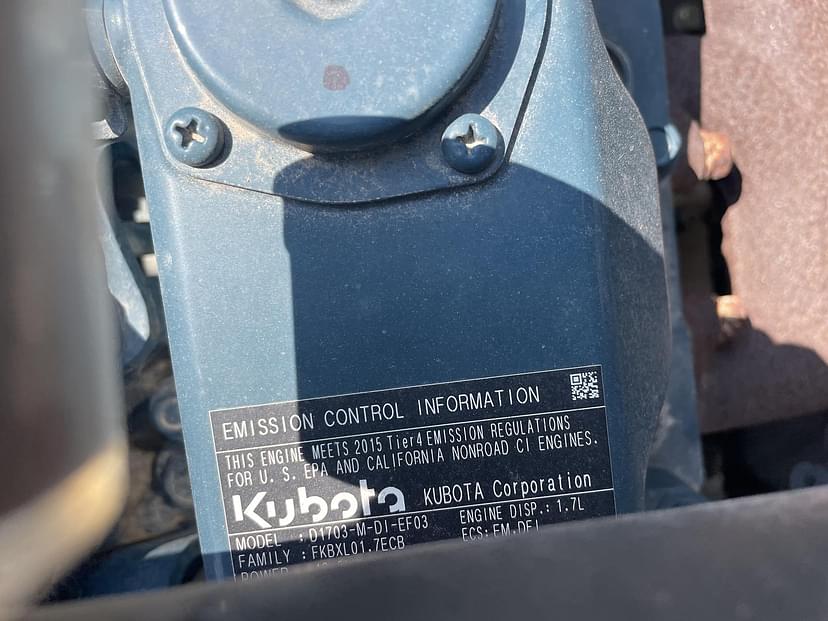 EMISSION CONTROL INFORMATION
THIS ENGINE MEETS 2015 Tier4 EMISSION REGULATIONS
FOR U. S. EPA AND CALIFORNIA NONROAD CI ENGINES.
Kubota KUBOTA Corporation
MODEL : D1703-M-DI-EF03 ENGINE DISP.: 1.7L
FAMILY : FKBXL01.7ECB ECS: EM,DFI
POWER